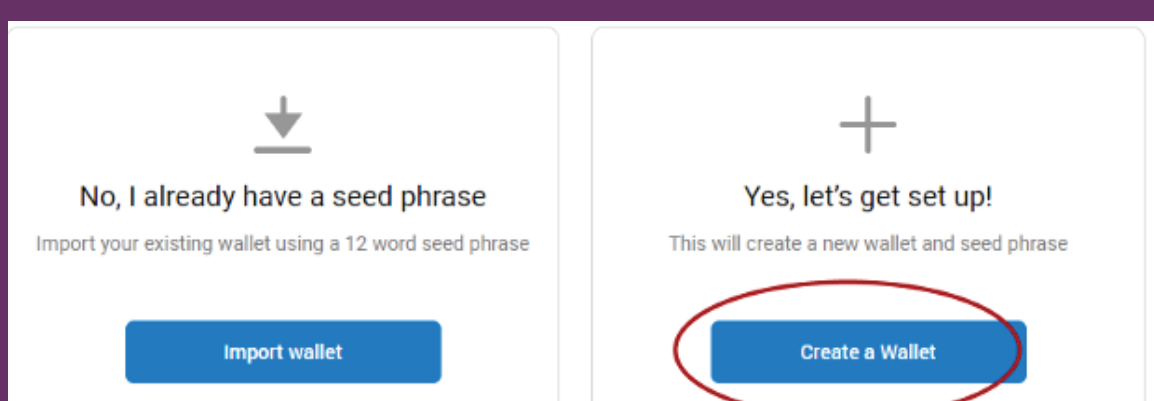 No, I already have a seed phrase
Import your existing wallet using a 12 word seed phrase
Import wallet
Yes, let's get set up!
This will create a new wallet and seed phrase
Create a Wallet